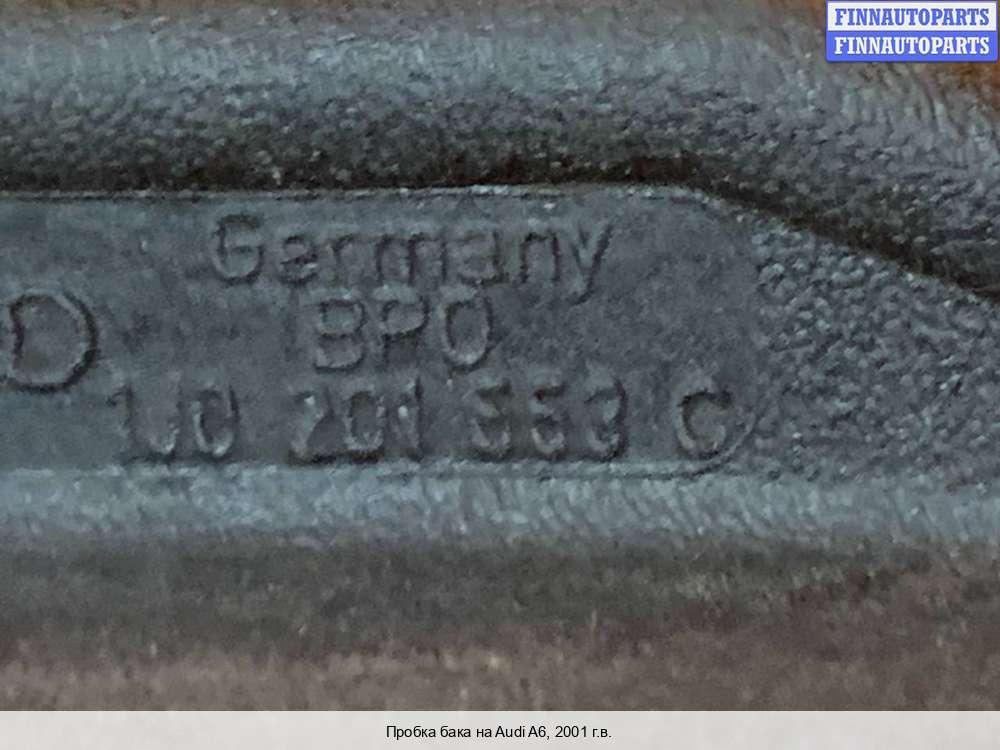 FINNAUTOPARTS
FINNAUTOPARTS
Germany
BPO
D
1J0 201 553 C
Пробка бака на Audi A6, 2001 г.в.